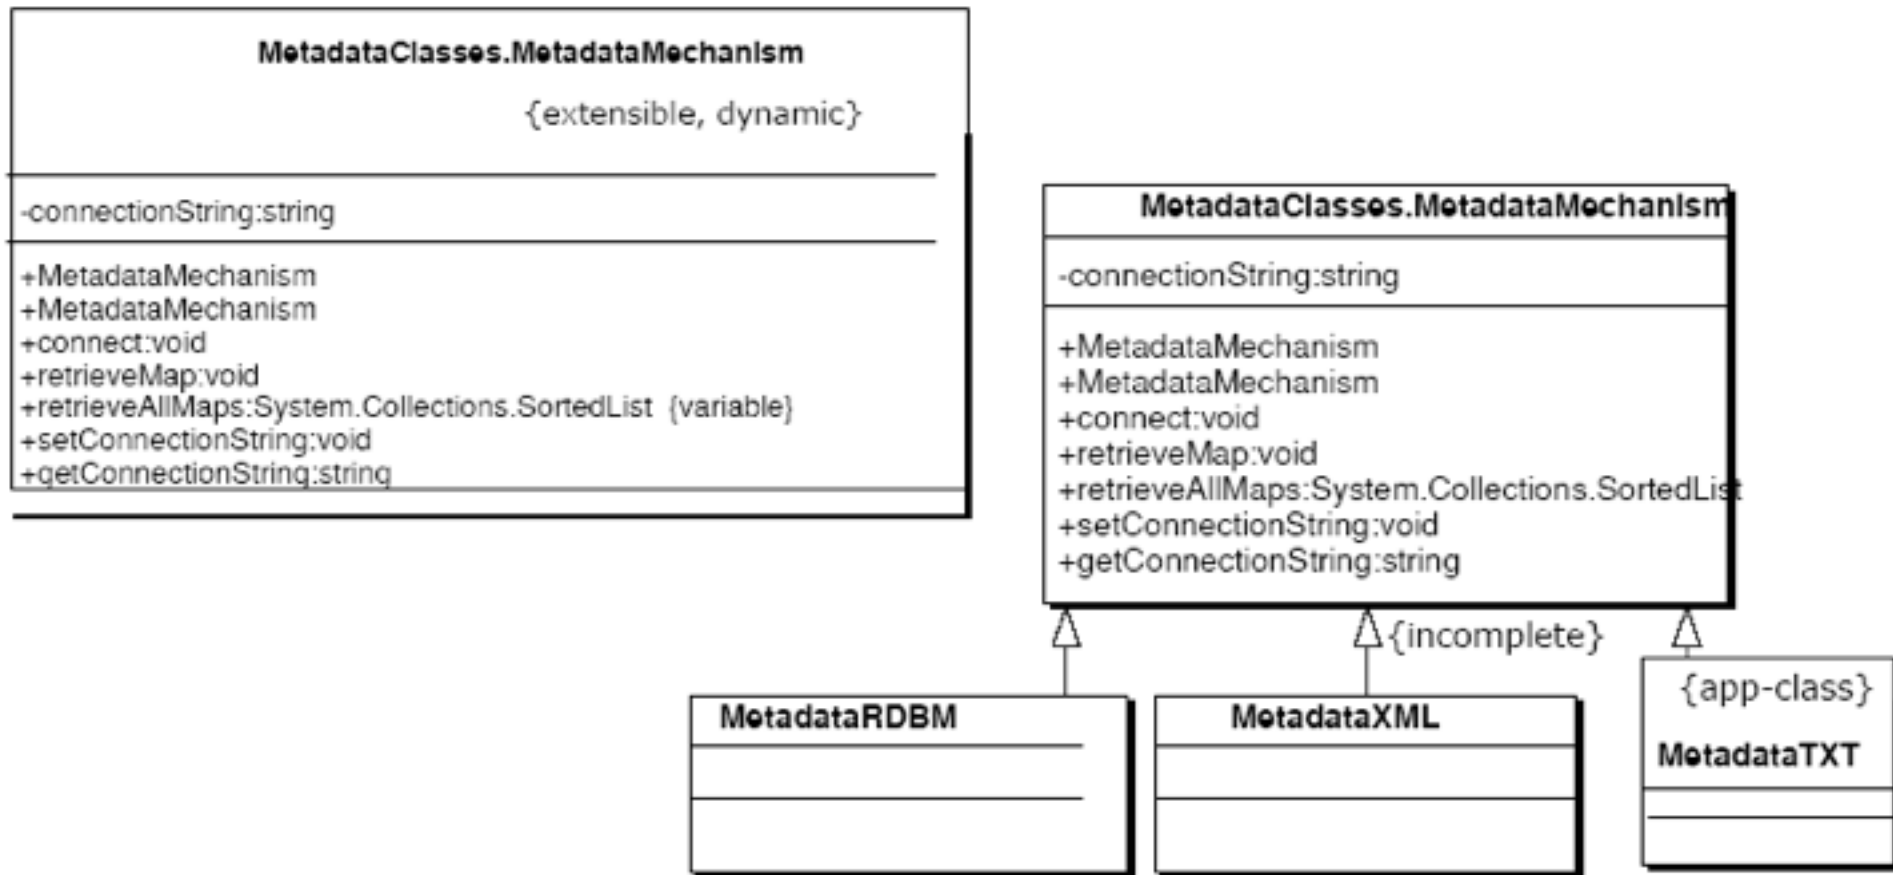 MetadataClasses.MetadataMechanism
{extensible, dynamic}
-connectionString:string
+MetadataMechanism
+MetadataMechanism
+connect:void
+retrieveMap:void
+retrieveAllMaps:System.Collections.SortedList {variable}
+setConnectionString:void
+getConnectionString:string
MetadataClasses.MetadataMechanism
-connectionString:string
+MetadataMechanism
+MetadataMechanism
+connect:void
+retrieveMap:void
+retrieveAllMaps:System.Collections.SortedList
+setConnectionString:void
+getConnectionString:string
{incomplete}
MetadataRDBM
MetadataXML
{app-class}
MetadataTXT